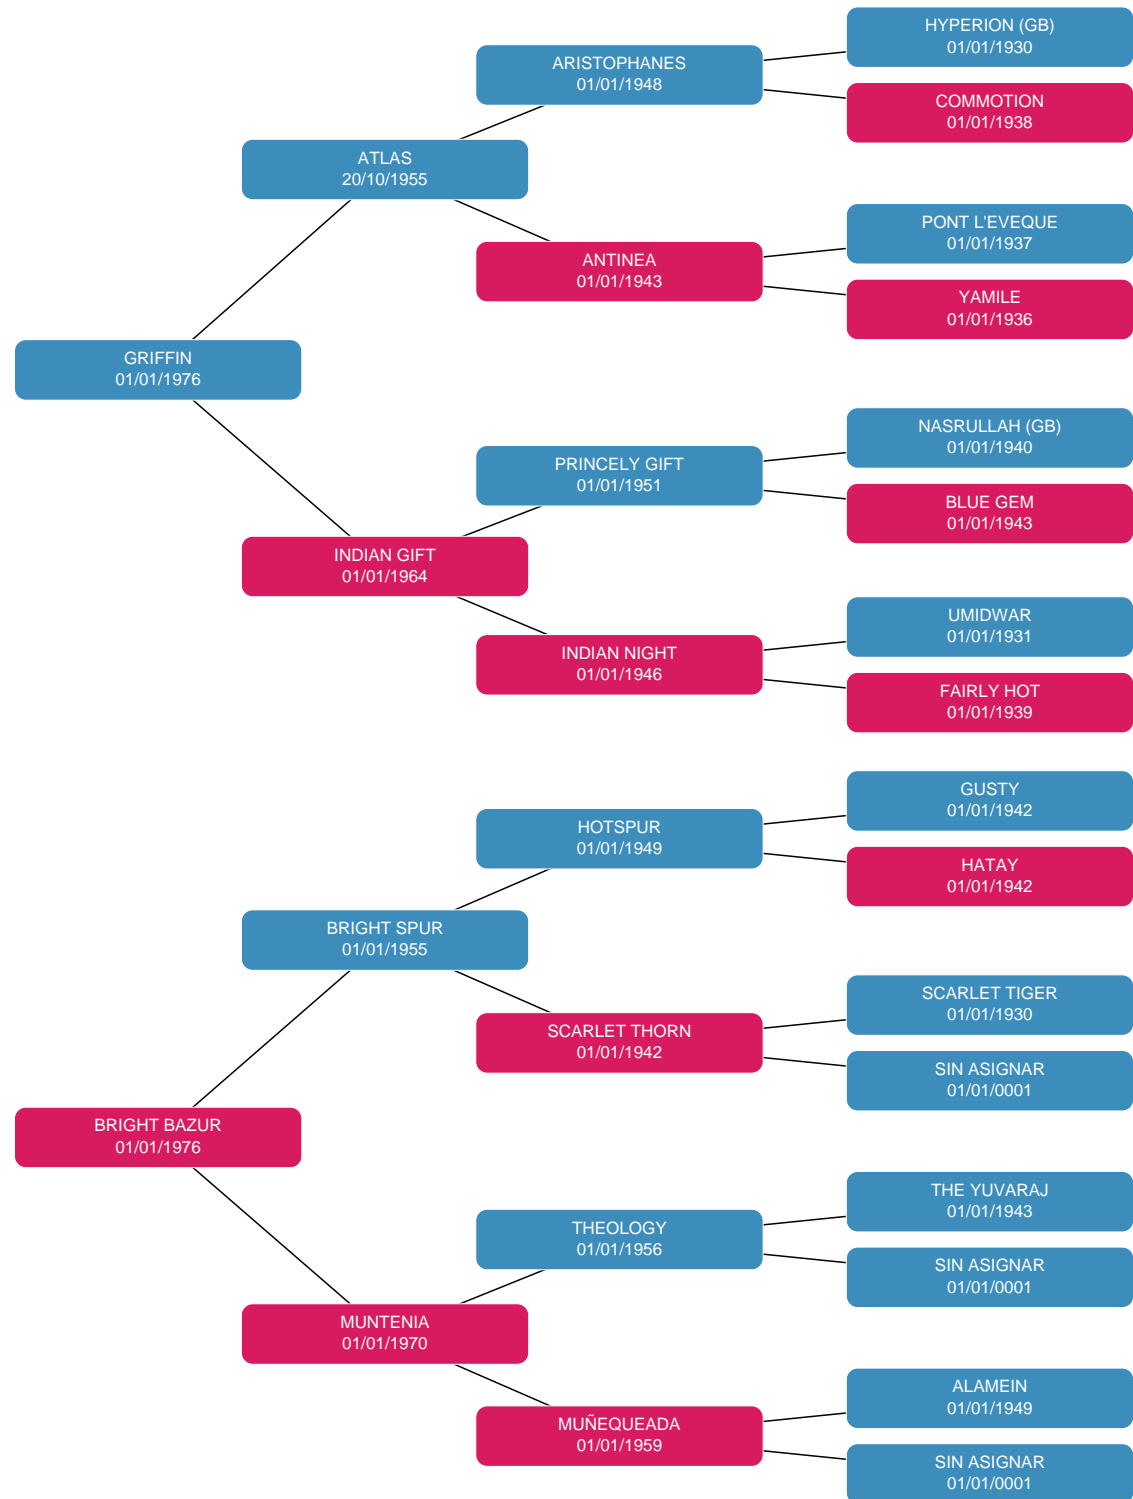 HYPERION (GB)
01/01/1930
ARISTOPHANES
01/01/1948
COMMOTION
01/01/1938
ATLAS
20/10/1955
PONT L'EVEQUE
01/01/1937
ANTINEA
01/01/1943
YAMILE
01/01/1936
GRIFFIN
01/01/1976
NASRULLAH (GB)
01/01/1940
PRINCELY GIFT
01/01/1951
BLUE GEM
01/01/1943
INDIAN GIFT
01/01/1964
UMIDWAR
01/01/1931
INDIAN NIGHT
01/01/1946
FAIRLY HOT
01/01/1939
GUSTY
01/01/1942
HOTSPUR
01/01/1949
HATAY
01/01/1942
BRIGHT SPUR
01/01/1955
SCARLET TIGER
01/01/1930
SCARLET THORN
01/01/1942
SIN ASIGNAR
01/01/0001
BRIGHT BAZUR
01/01/1976
THE YUVARAJ
01/01/1943
THEOLOGY
01/01/1956
SIN ASIGNAR
01/01/0001
MUNTENIA
01/01/1970
ALAMEIN
01/01/1949
MUÑEQUEADA
01/01/1959
SIN ASIGNAR
01/01/0001